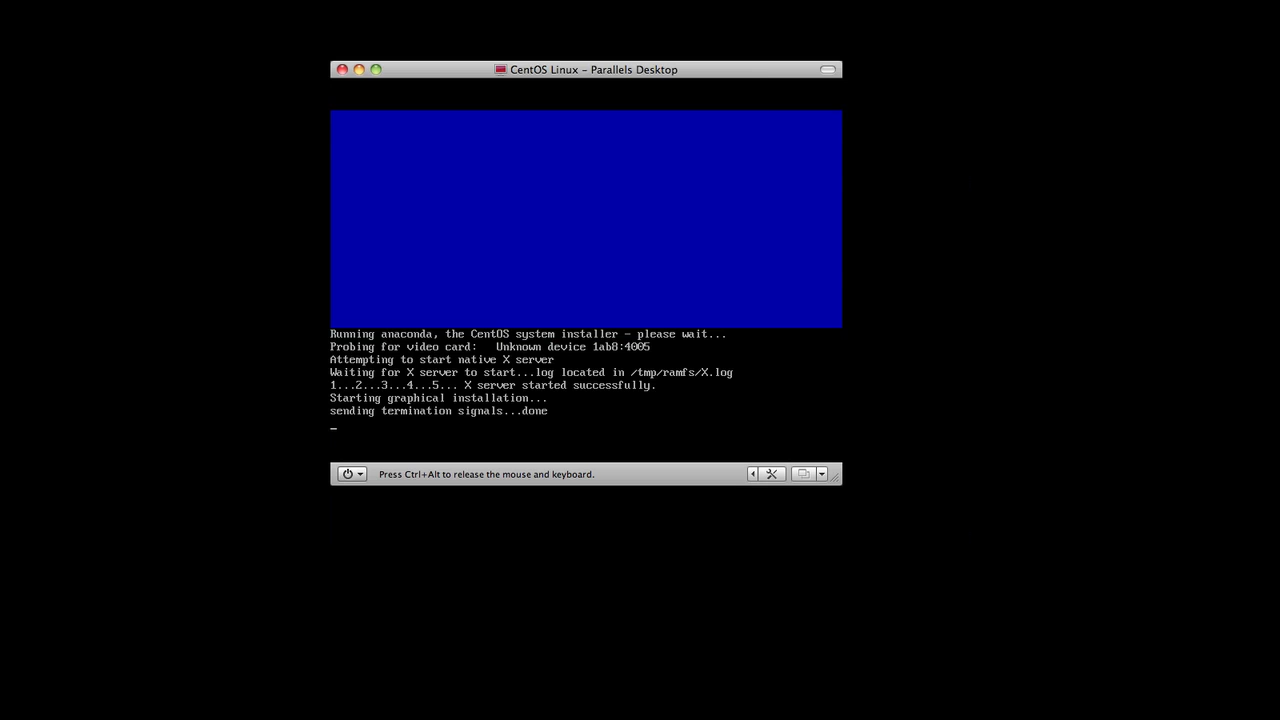 CentOS Linux - Parallels Desktop
Running anaconda, the CentOS system installer - please wait...
Probing for video card:   Unknown device 1ab8:4005
Attempting to start native X server
Waiting for X server to start...log located in /tmp/ramfs/X.log
1...2...3...4...5... X server started successfully.
Starting graphical installation...
sending termination signals...done
_
Press Ctrl+Alt to release the mouse and keyboard.